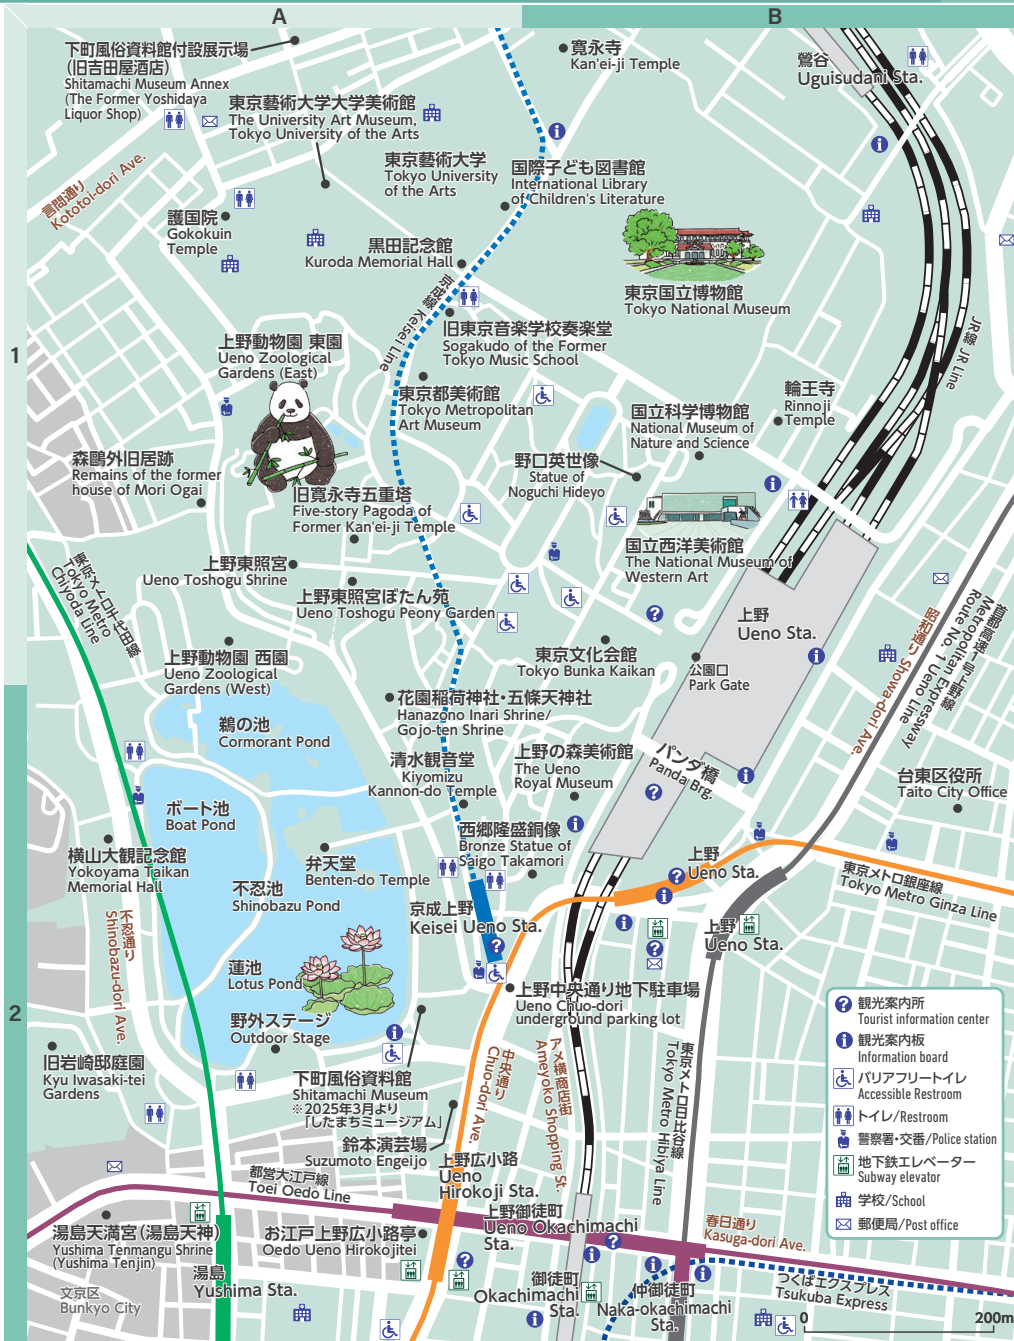 A
B
1
2
下町風俗資料館付設展示場
(旧吉田屋酒店)
Shitamachi Museum Annex
(The Former Yoshidaya
Liquor Shop)
寛永寺
Kan'ei-ji Temple
鶯谷
Uguisudani Sta.
東京藝術大学大学美術館
The University Art Museum,
Tokyo University of the Arts
言問通り
Kototoi-dori Ave.
東京藝術大学
Tokyo University
of the Arts
国際子ども図書館
International Library
of Children's Literature
護国院
Gokokuin
Temple
黒田記念館
Kuroda Memorial Hall
東京国立博物館
Tokyo National Museum
京成線 Keisei Line
旧東京音楽学校奏楽堂
Sogakudo of the Former
Tokyo Music School
JR線 JR Line
上野動物園 東園
Ueno Zoological
Gardens (East)
東京都美術館
Tokyo Metropolitan
Art Museum
輪王寺
Rinnoji
Temple
国立科学博物館
National Museum of
Nature and Science
森鷗外旧居跡
Remains of the former
house of Mori Ogai
野口英世像
Statue of
Noguchi Hideyo
旧寛永寺五重塔
Five-story Pagoda of
Former Kan'ei-ji Temple
国立西洋美術館
The National Museum of
Western Art
上野東照宮
Ueno Toshogu Shrine
東京メトロ千代田線
Tokyo Metro
Chiyoda Line
上野東照宮ぼたん苑
Ueno Toshogu Peony Garden
上野
Ueno Sta.
首都高速1号上野線
Metropolitan Expressway
Route No. 1 Ueno Line
昭和通り Showa-dori Ave.
上野動物園 西園
Ueno Zoological
Gardens (West)
東京文化会館
Tokyo Bunka Kaikan
公園口
Park Gate
花園稲荷神社・五條天神社
Hanazono Inari Shrine/
Gojo-ten Shrine
鵜の池
Cormorant Pond
清水観音堂
Kiyomizu
Kannon-do Temple
上野の森美術館
The Ueno
Royal Museum
パンダ橋
Panda Brg.
台東区役所
Taito City Office
ボート池
Boat Pond
横山大観記念館
Yokoyama Taikan
Memorial Hall
弁天堂
Benten-do Temple
西郷隆盛銅像
Bronze Statue of
Saigo Takamori
上野
Ueno Sta.
東京メトロ銀座線
Tokyo Metro Ginza Line
不忍池
Shinobazu Pond
京成上野
Keisei Ueno Sta.
上野
Ueno Sta.
不忍通り
Shinobazu-dori Ave.
蓮池
Lotus Pond
上野中央通り地下駐車場
Ueno Chuo-dori
underground parking lot
野外ステージ
Outdoor Stage
旧岩崎邸庭園
Kyu Iwasaki-tei
Gardens
下町風俗資料館
Shitamachi Museum
※2025年3月より
「したまちミュージアム」
中央通り
Chuo-dori Ave.
アメ横商店街
Ameyoko Shopping St.
東京メトロ日比谷線
Tokyo Metro Hibiya Line
鈴本演芸場
Suzumoto Engeijo
都営大江戸線
Toei Oedo Line
上野広小路
Ueno
Hirokoji Sta.
上野御徒町
Ueno Okachimachi
Sta.
春日通り
Kasuga-dori Ave.
湯島天満宮(湯島天神)
Yushima Tenmangu Shrine
(Yushima Tenjin)
お江戸上野広小路亭
Oedo Ueno Hirokojitei
湯島
Yushima Sta.
文京区
Bunkyo City
御徒町
Okachimachi
Sta.
仲御徒町
Naka-okachimachi
Sta.
つくばエクスプレス
Tsukuba Express
観光案内所
Tourist information center
観光案内板
Information board
バリアフリートイレ
Accessible Restroom
トイレ/Restroom
警察署・交番/Police station
地下鉄エレベーター
Subway elevator
学校/School
郵便局/Post office
0
200m